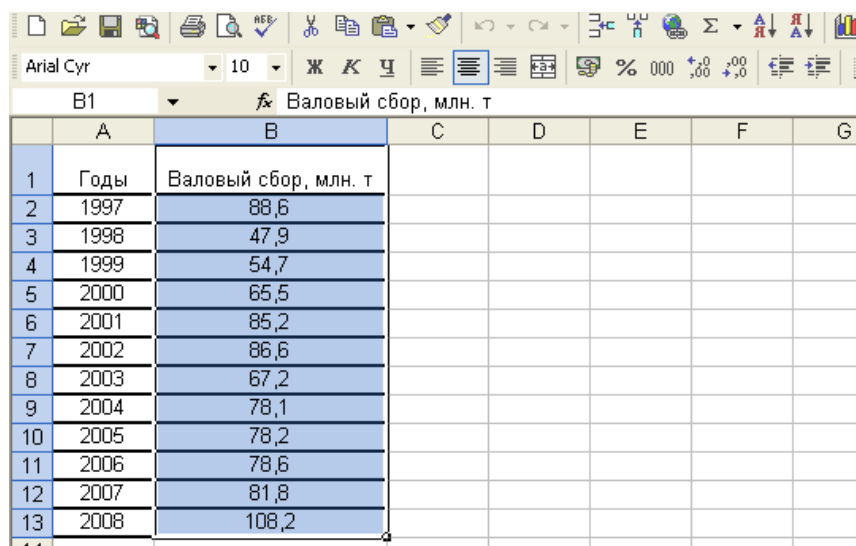 АБВ Σ А Я Я А
Arial Cyr 10 Ж К Ч % 000 ,00 ,00
B1 fx Валовый сбор, млн. т
A B C D E F G
1 Годы Валовый сбор, млн. т
2 1997 88,6
3 1998 47,9
4 1999 54,7
5 2000 65,5
6 2001 85,2
7 2002 86,6
8 2003 67,2
9 2004 78,1
10 2005 78,2
11 2006 78,6
12 2007 81,8
13 2008 108,2